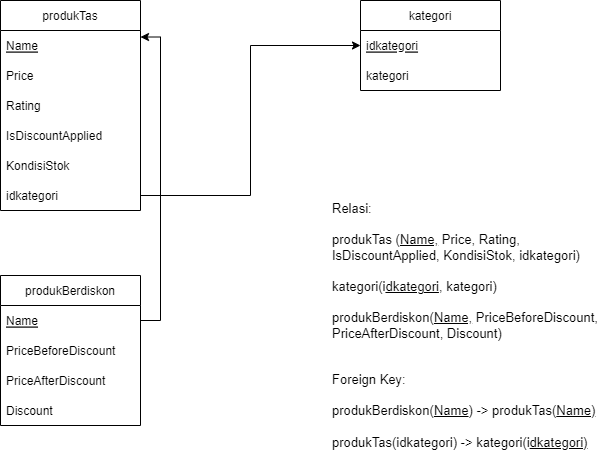 produkTas
Name
Price
Rating
IsDiscountApplied
KondisiStok
idkategori
kategori
idkategori
kategori
produkBerdiskon
Name
PriceBeforeDiscount
PriceAfterDiscount
Discount
Relasi:
produkTas (Name, Price, Rating,
IsDiscountApplied, KondisiStok, idkategori)
kategori(idkategori, kategori)
produkBerdiskon(Name, PriceBeforeDiscount,
PriceAfterDiscount, Discount)
Foreign Key:
produkBerdiskon(Name) -> produkTas(Name)
produkTas(idkategori) -> kategori(idkategori)